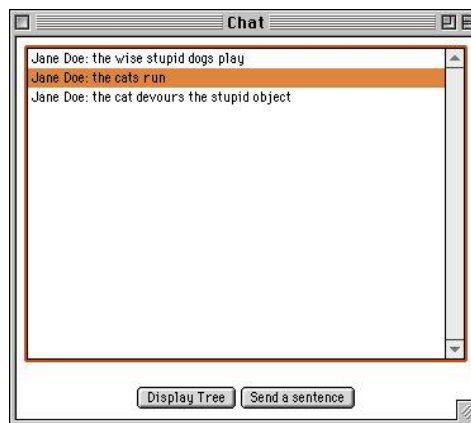 Chat
Jane Doe: the wise stupid dogs play
Jane Doe: the cats run
Jane Doe: the cat devours the stupid object
Display Tree
Send a sentence